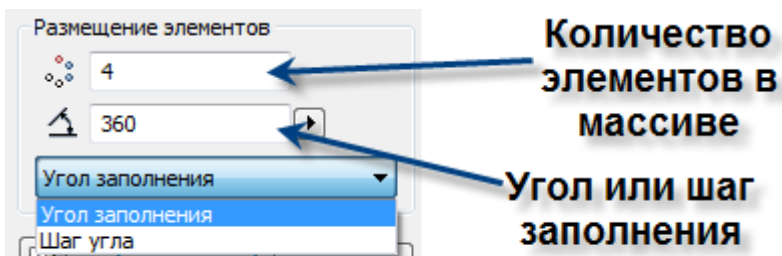 Размещение элементов
4
360
Угол заполнения
Угол заполнения
Шаг угла
Количество
элементов в
массиве
Угол или шаг
заполнения